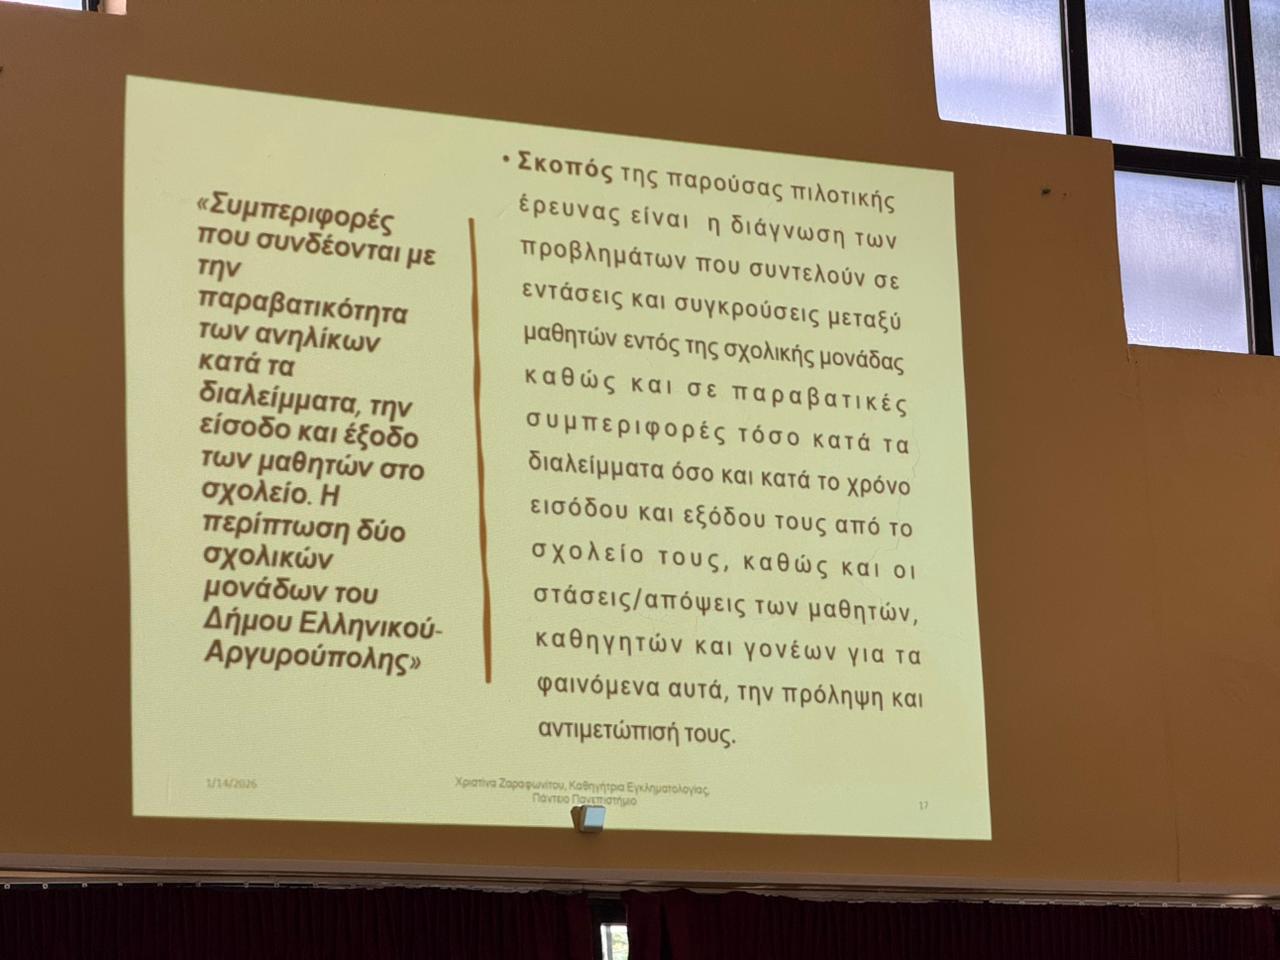 «Συμπεριφορές
που συνδέονται με
την
παραβατικότητα
των ανηλίκων
κατά τα
διαλείμματα, την
είσοδο και έξοδο
των μαθητών στο
σχολείο. Η
περίπτωση δύο
σχολικών
μονάδων του
Δήμου Ελληνικού-
Αργυρούπολης»
• Σκοπός της παρούσας πιλοτικής
έρευνας είναι η διάγνωση των
προβλημάτων που συντελούν σε
εντάσεις και συγκρούσεις μεταξύ
μαθητών εντός της σχολικής μονάδας
καθώς και σε παραβατικές
συμπεριφορές τόσο κατά τα
διαλείμματα όσο και κατά το χρόνο
εισόδου και εξόδου τους από το
σχολείο τους, καθώς και οι
στάσεις/απόψεις των μαθητών,
καθηγητών και γονέων για τα
φαινόμενα αυτά, την πρόληψη και
αντιμετώπισή τους.
1/14/2026
Χριστίνα Ζαραφωνίτου, Καθηγήτρια Εγκληματολογίας,
Πάντειο Πανεπιστήμιο
17